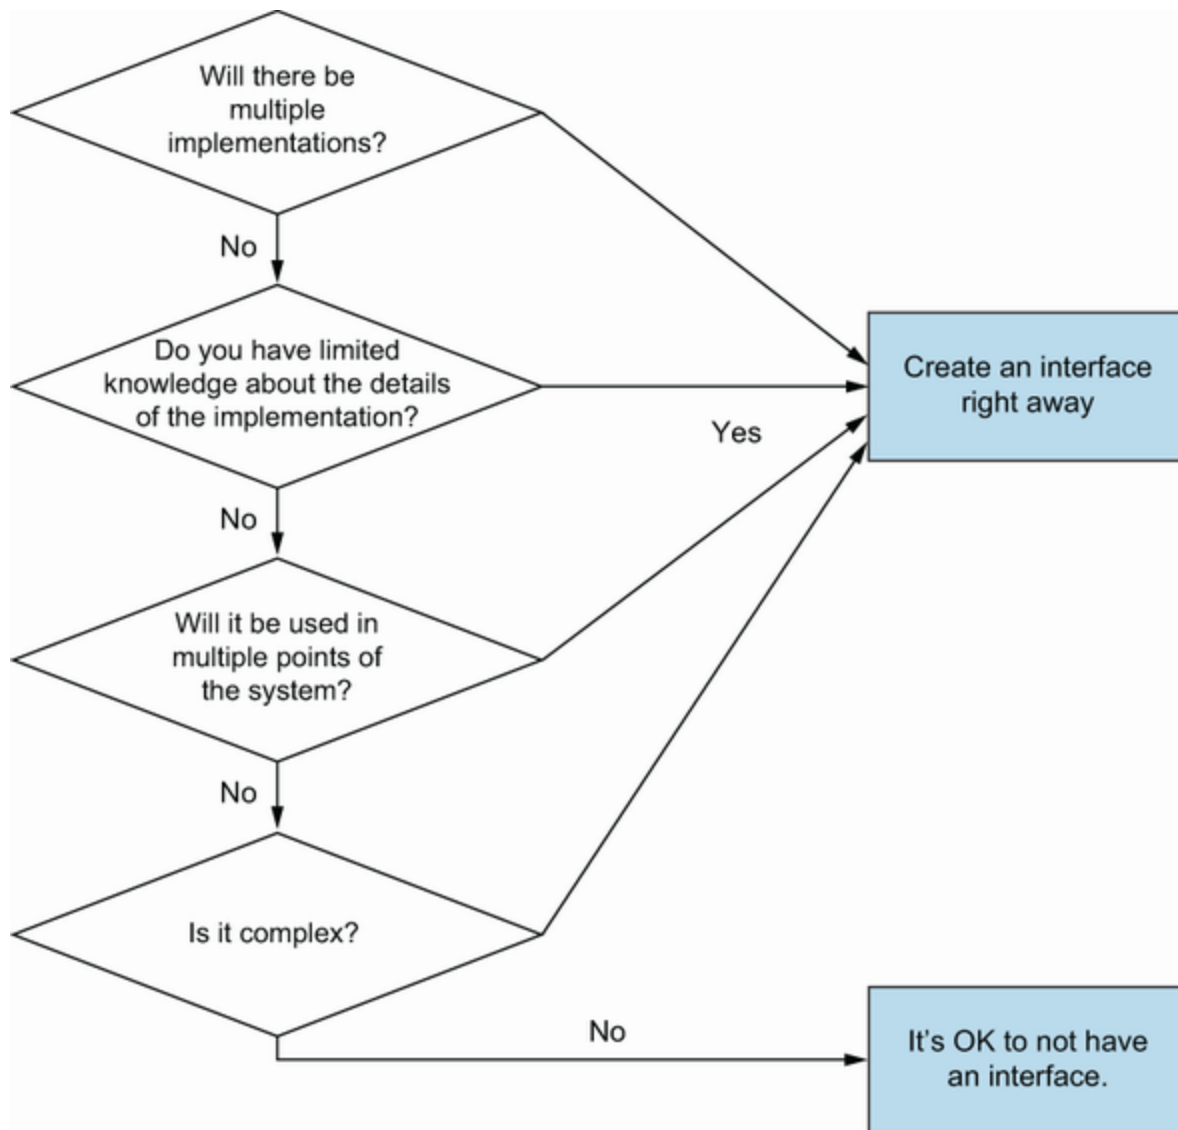 Will there be
multiple
implementations?
No
Do you have limited
knowledge about the details
of the implementation?
Create an interface
right away
Yes
No
Will it be used in
multiple points of
the system?
No
Is it complex?
No
It's OK to not have
an interface.